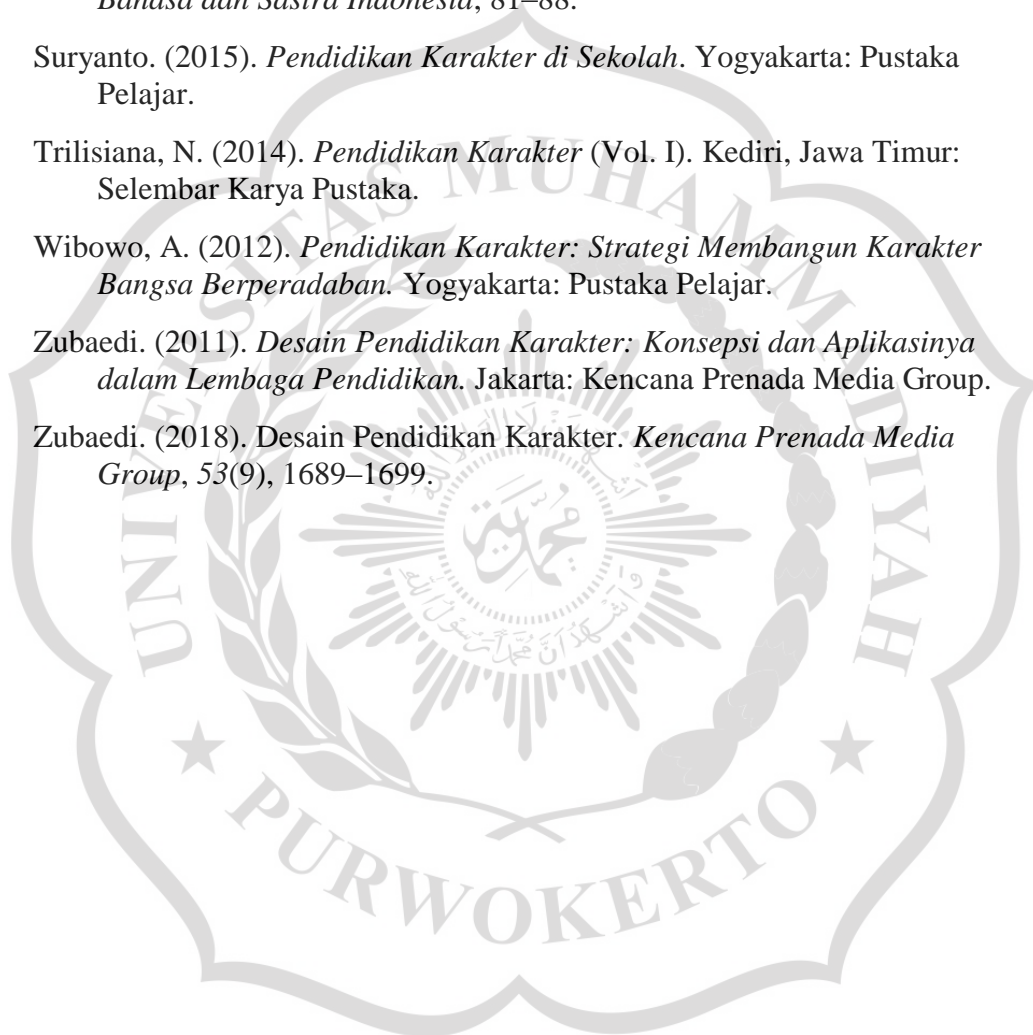 Bahasa dan Sastra Indonesia, 81–88.
Suryanto. (2015). Pendidikan Karakter di Sekolah. Yogyakarta: Pustaka
Pelajar.
Trilisiana, N. (2014). Pendidikan Karakter (Vol. I). Kediri, Jawa Timur:
Selembar Karya Pustaka.
Wibowo, A. (2012). Pendidikan Karakter: Strategi Membangun Karakter
Bangsa Berperadaban. Yogyakarta: Pustaka Pelajar.
Zubaedi. (2011). Desain Pendidikan Karakter: Konsepsi dan Aplikasinya
dalam Lembaga Pendidikan. Jakarta: Kencana Prenada Media Group.
Zubaedi. (2018). Desain Pendidikan Karakter. Kencana Prenada Media
Group, 53(9), 1689–1699.
UNIVERSITAS MUHAMMADIYAH
PURWOKERTO